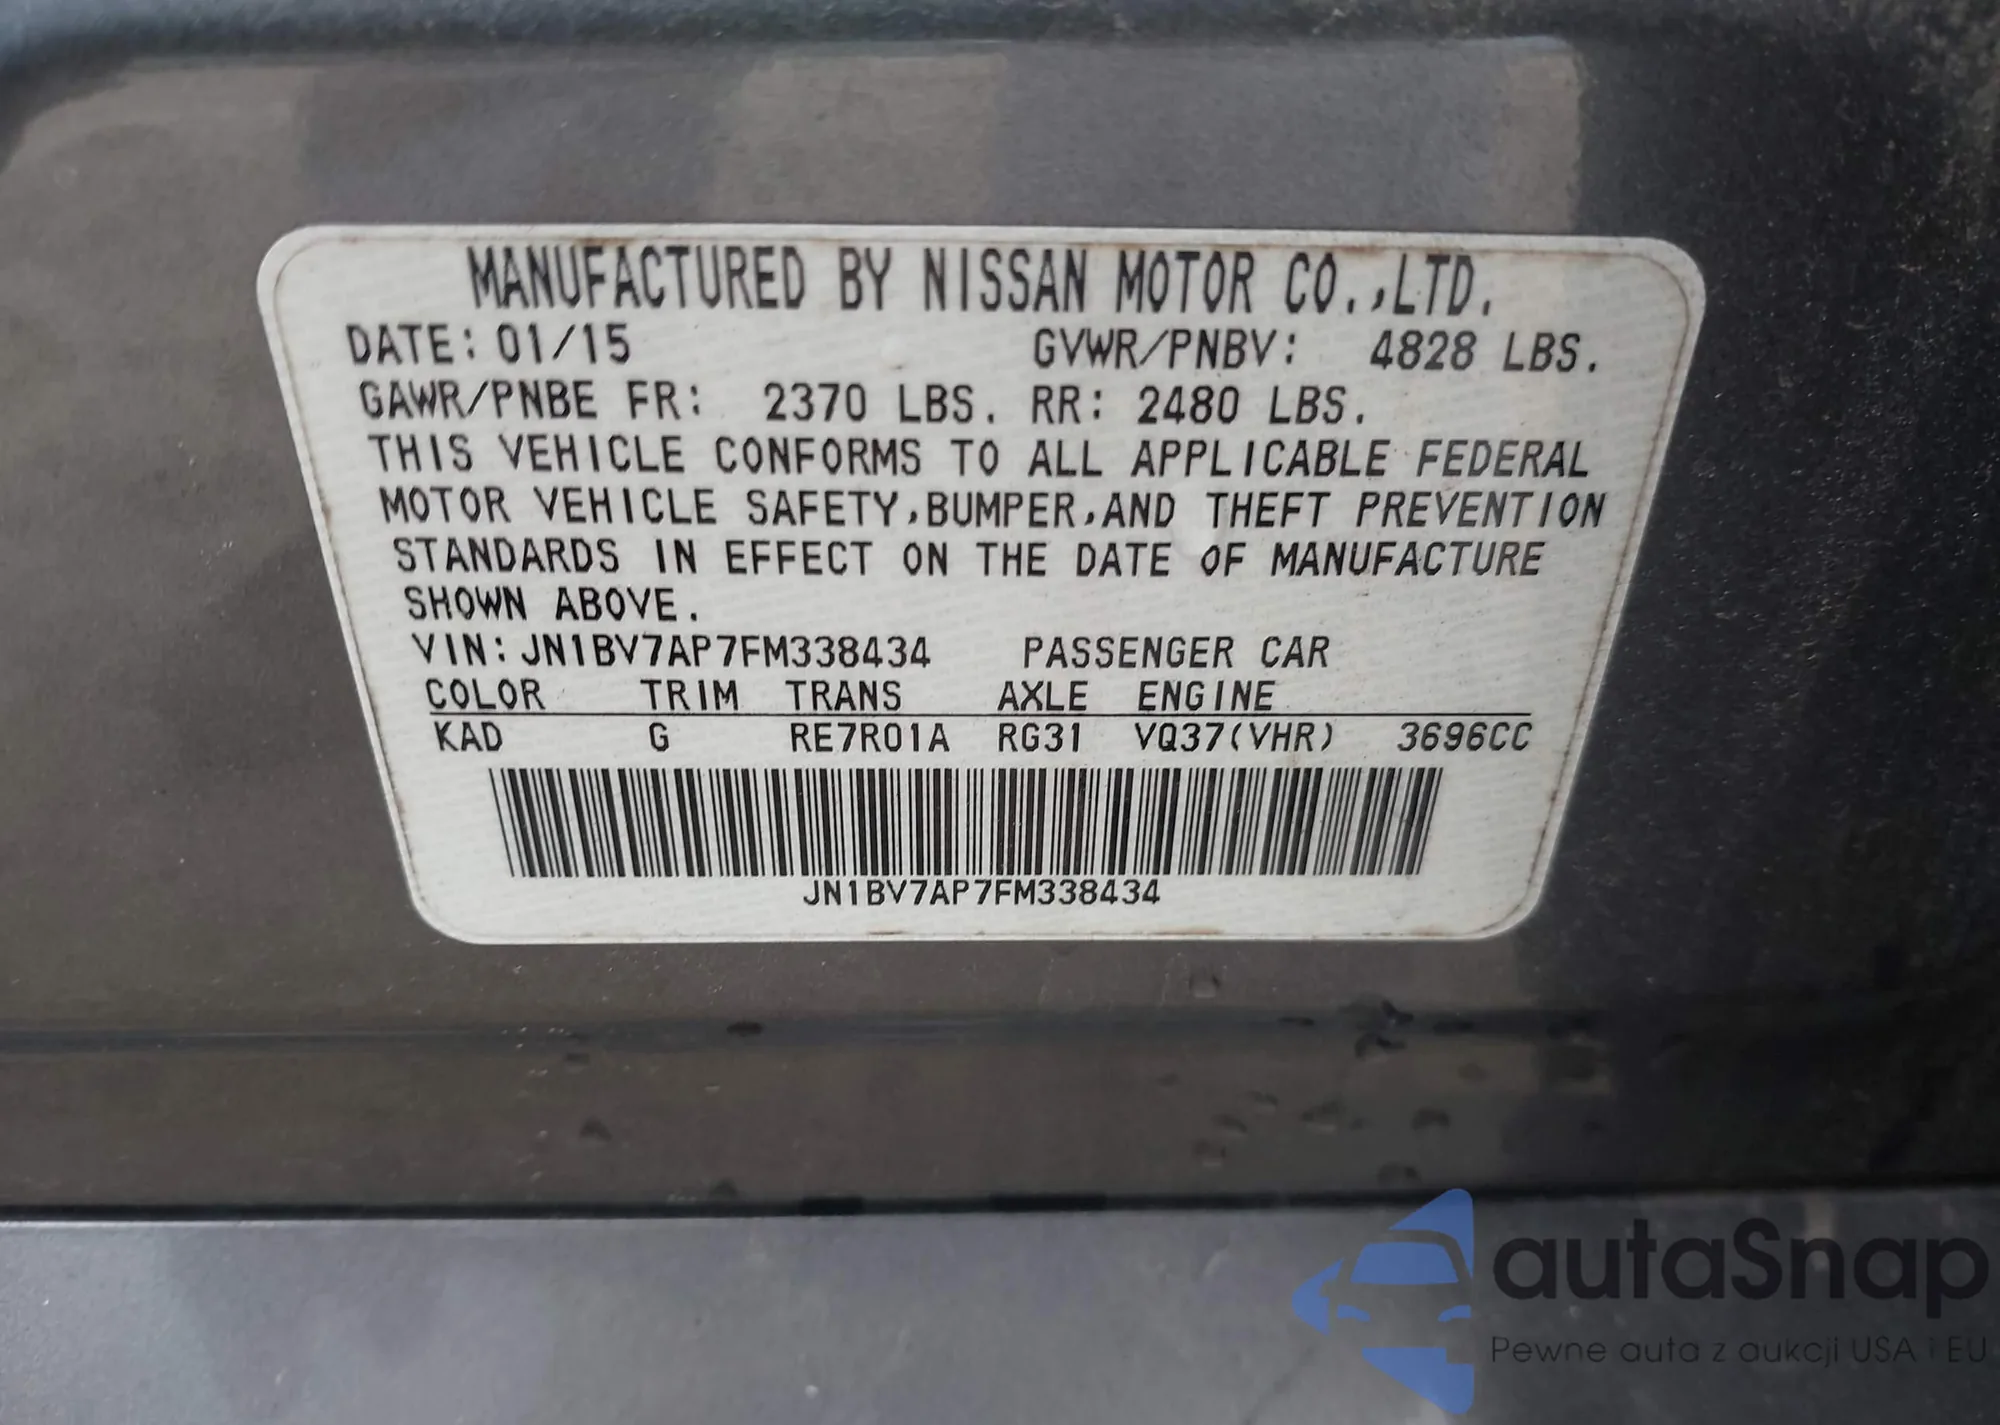 MANUFACTURED BY NISSAN MOTOR CO.,LTD.
DATE: 01/15 GVWR/PNBV: 4828 LBS.
GAWR/PNBE FR: 2370 LBS. RR: 2480 LBS.
THIS VEHICLE CONFORMS TO ALL APPLICABLE FEDERAL
MOTOR VEHICLE SAFETY,BUMPER,AND THEFT PREVENTION
STANDARDS IN EFFECT ON THE DATE OF MANUFACTURE
SHOWN ABOVE.
VIN:JN1BV7AP7FM338434 PASSENGER CAR
COLOR TRIM TRANS AXLE ENGINE
KAD G RE7R01A RG31 VQ37(VHR) 3696CC
JN1BV7AP7FM338434
autaSnap
Pewne auta z aukcji USA i EU